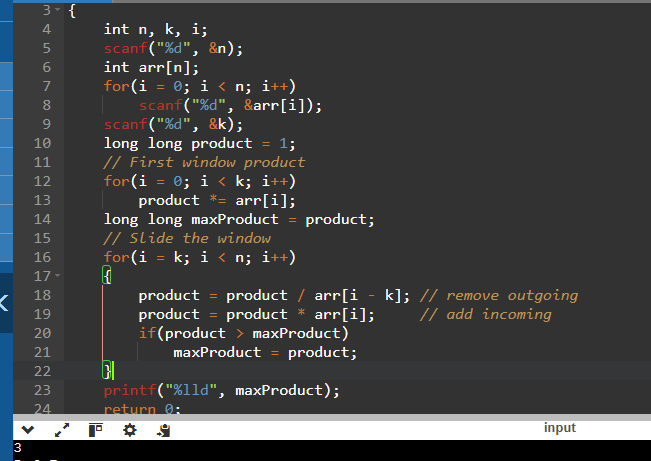 3 {
4 int n, k, i;
5 scanf("%d", &n);
6 int arr[n];
7 for(i = 0; i < n; i++)
8 scanf("%d", &arr[i]);
9 scanf("%d", &k);
10 long long product = 1;
11 // First window product
12 for(i = 0; i < k; i++)
13 product *= arr[i];
14 long long maxProduct = product;
15 // Slide the window
16 for(i = k; i < n; i++)
17 {
18 product = product / arr[i - k]; // remove outgoing
19 product = product * arr[i]; // add incoming
20 if(product > maxProduct)
21 maxProduct = product;
22 }
23 printf("%lld", maxProduct);
24 return 0;
input
3